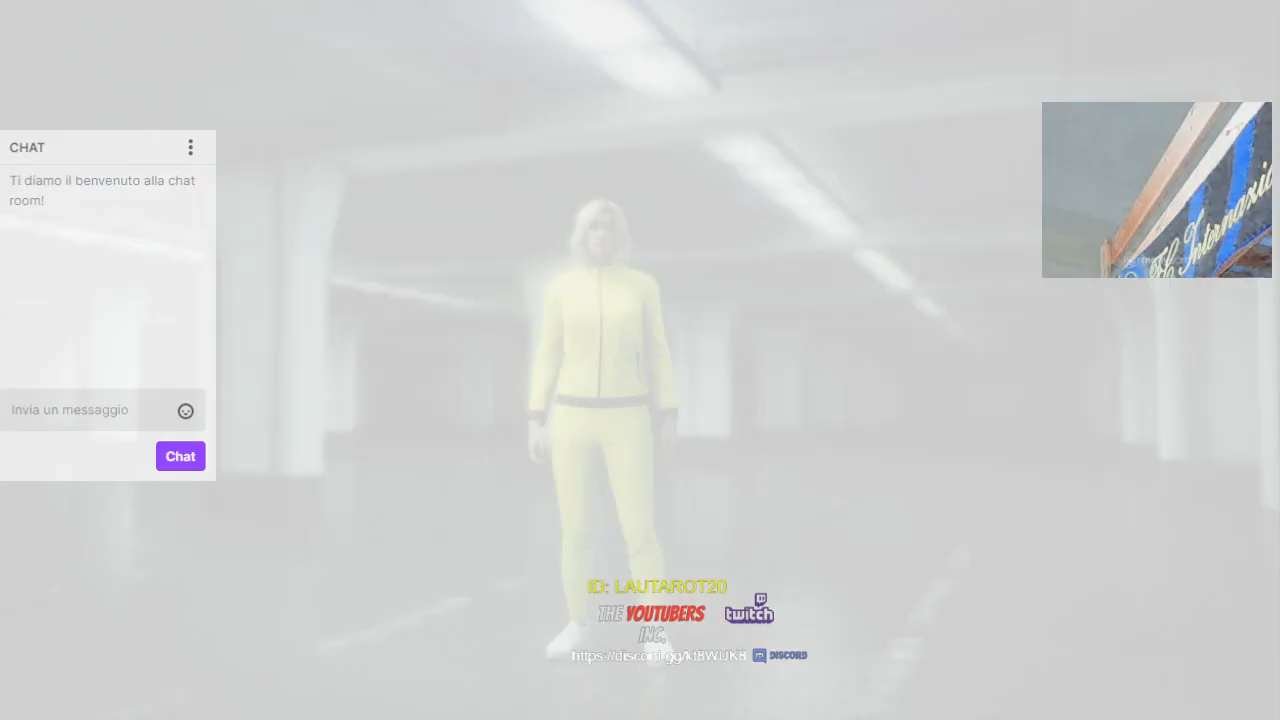 CHAT
Ti diamo il benvenuto alla chat
room!
Invia un messaggio
Chat
ID: LAUTAROT20
THE YOUTUBERS
INC.
twitch
DISCORD